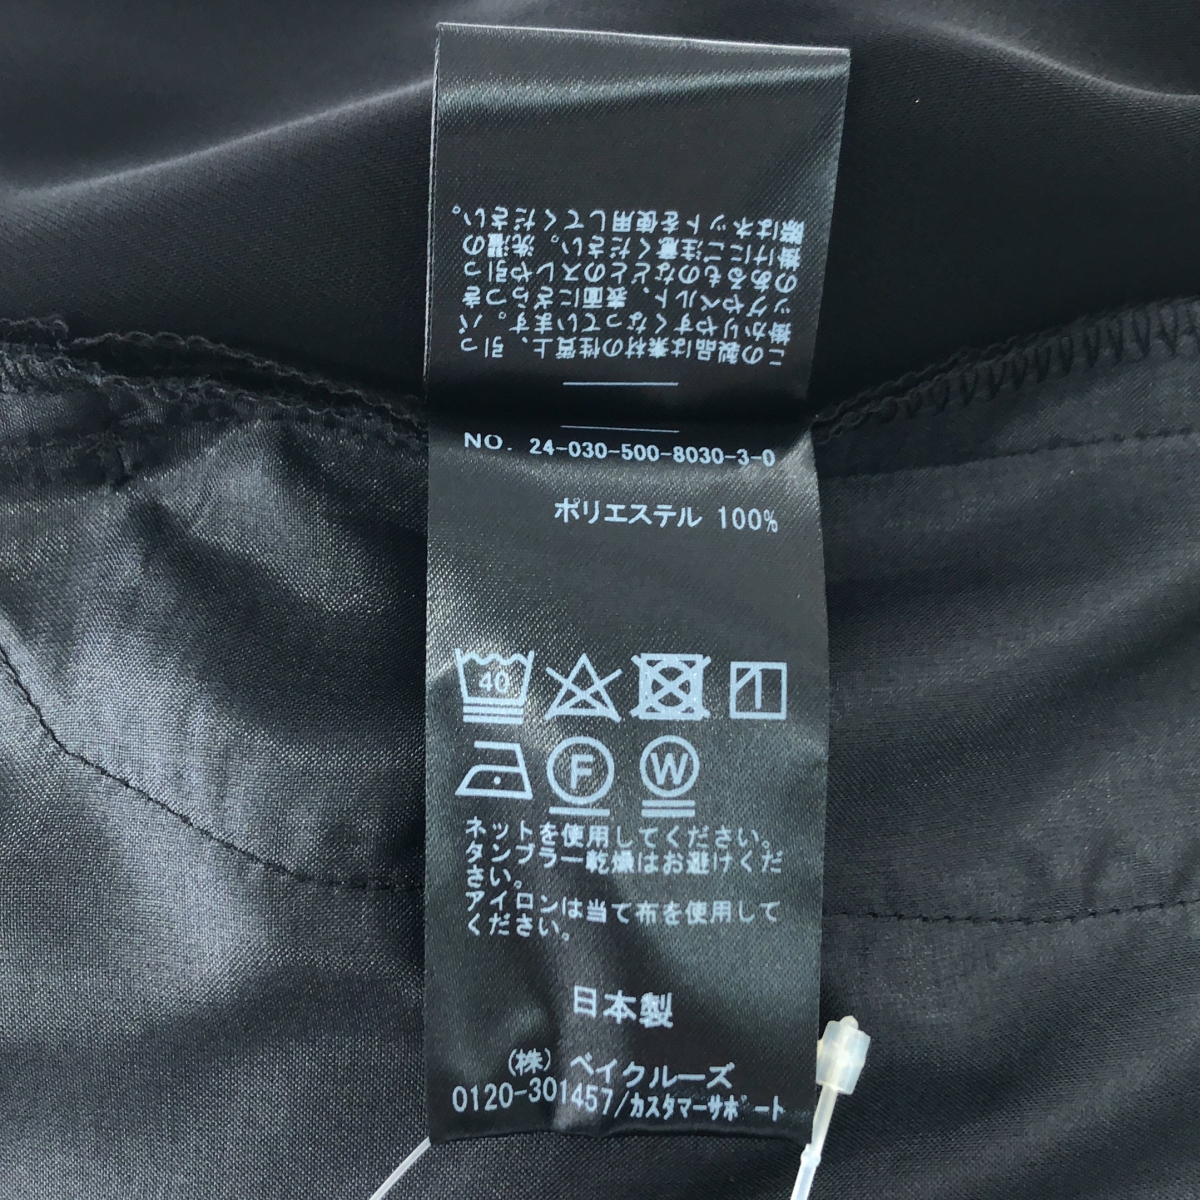 この製品は素材の性質上、引っ
掛かりやすくなっています。バ
ッグやベルト、表面にざらつき
のあるものなどとのスレや引っ
掛けにご注意ください。洗濯の
際はネットを使用してください。
NO. 24-030-500-8030-3-0
ポリエステル 100%
40
F W
ネットを使用してください。
タンブラー乾燥はお避けくだ
さい。
アイロンは当て布を使用して
ください。
日本製
(株) ベイクルーズ
0120-301457/カスタマーサポート